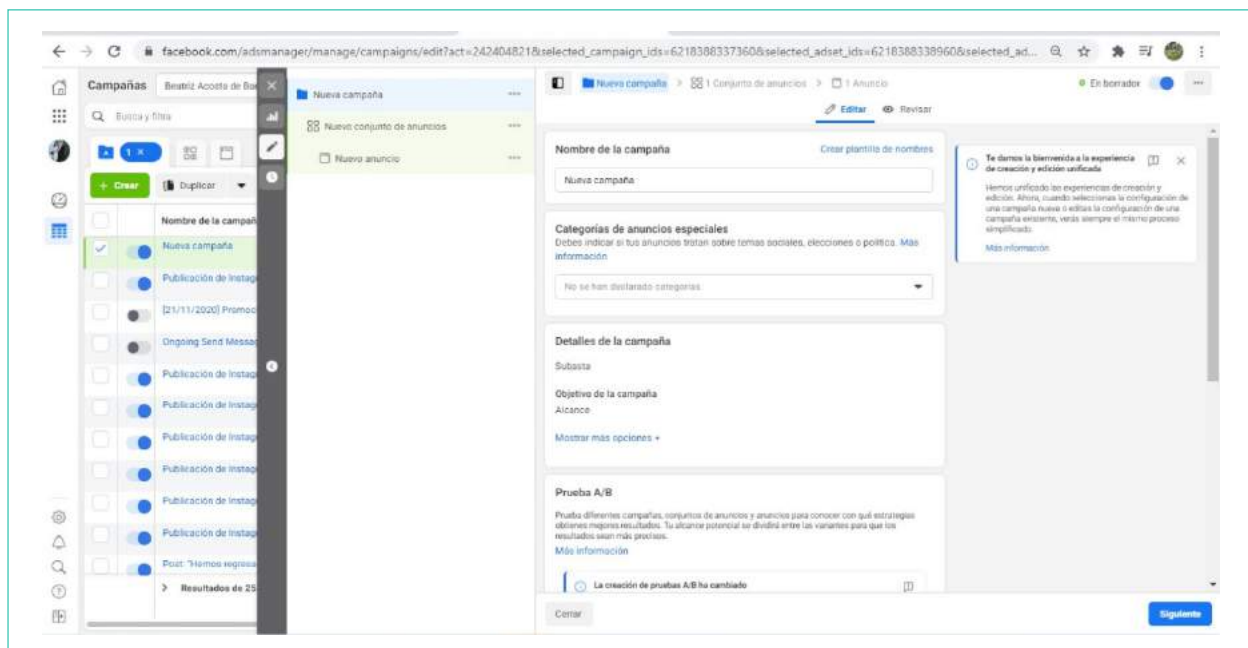 facebook.com/adsmanager/manage/campaigns/edit?act=242404821&selected_campaign_ids=6218388337360&selected_adset_ids=6218388338960&selected_ad...
Campañas
Beatriz Acosta de
Busca y filtra
1 ×
+ Crear
Duplicar
Nombre de la campañ
Nueva campaña
Publicación de Instag
[21/11/2020] Promoc
Ongoing Send Messag
Publicación de Instag
Publicación de Instag
Publicación de Instag
Publicación de Instag
Publicación de Instag
Publicación de Instag
Post: "Hemos regresa
Resultados de 25
Nueva campaña
Nuevo conjunto de anuncios
Nuevo anuncio
Nueva campaña > 1 Conjunto de anuncios > 1 Anuncio
En borrador
Editar
Revisar
Nombre de la campaña
Crear plantilla de nombres
Nueva campaña
Categorías de anuncios especiales
Debes indicar si tus anuncios tratan sobre temas sociales, elecciones o política. Más
información
No se han declarado categorías
Detalles de la campaña
Subasta
Objetivo de la campaña
Alcance
Mostrar más opciones
Prueba A/B
Prueba diferentes campañas, conjuntos de anuncios y anuncios para conocer con qué estrategias
obtienes mejores resultados. Tu alcance potencial se dividirá entre las variantes para que los
resultados sean más precisos.
Más información
La creación de pruebas A/B ha cambiado
Cerrar
Siguiente
Te damos la bienvenida a la experiencia
de creación y edición unificada
Hemos unificado las experiencias de creación y
edición. Ahora, cuando selecciones la configuración de
una campaña nueva o editas la configuración de una
campaña existente, verás siempre el mismo proceso
simplificado.
Más información